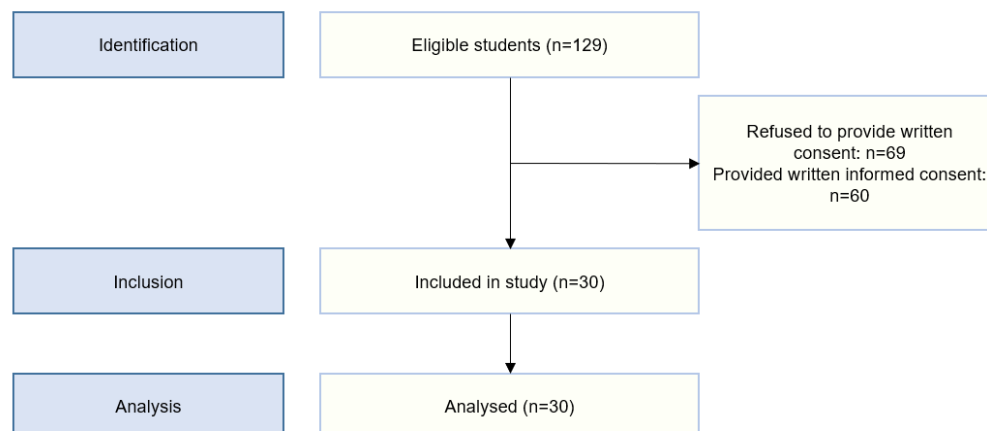 Identification
Eligible students (n=129)
Refused to provide written
consent: n=69
Provided written informed consent:
n=60
Inclusion
Included in study (n=30)
Analysis
Analysed (n=30)